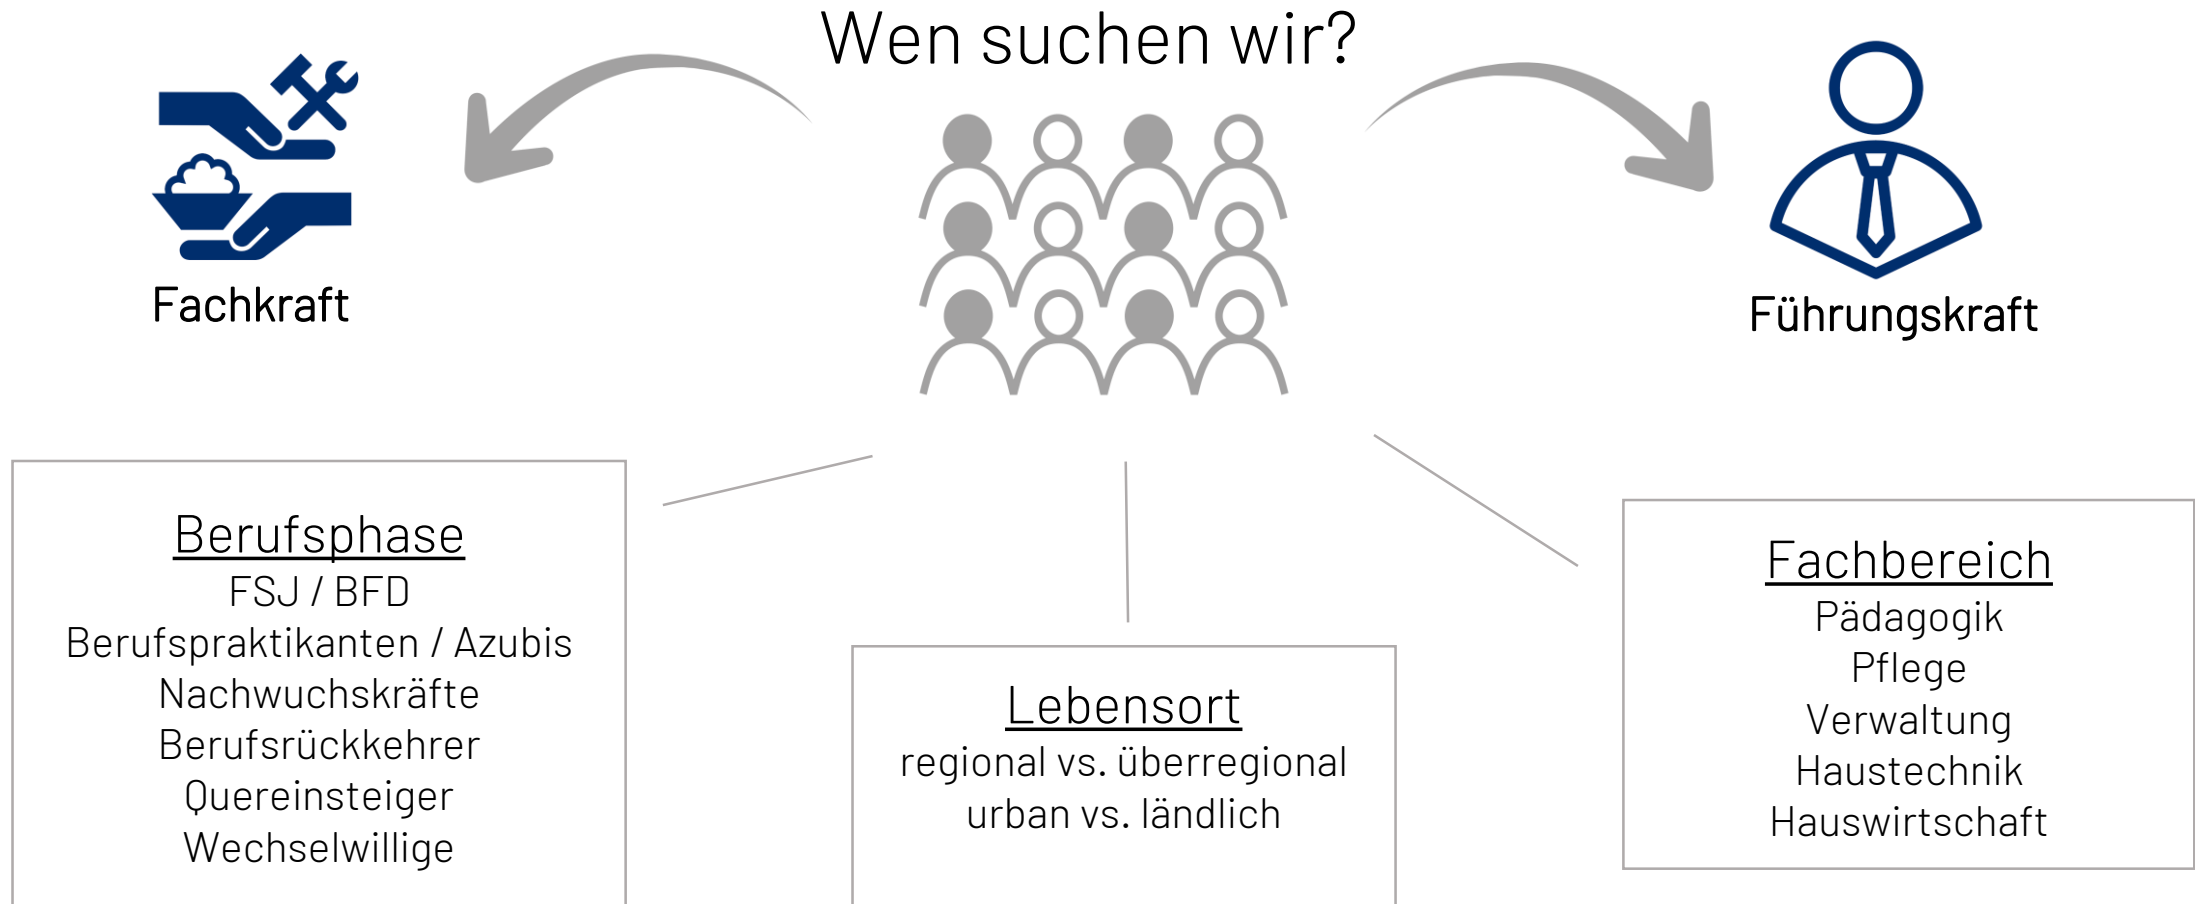 Wen suchen wir?
Fachkraft
Führungskraft
Berufsphase
FSJ / BFD
Berufspraktikanten / Azubis
Nachwuchskräfte
Berufsrückkehrer
Quereinsteiger
Wechselwillige
Lebensort
regional vs. überregional
urban vs. ländlich
Fachbereich
Pädagogik
Pflege
Verwaltung
Haustechnik
Hauswirtschaft